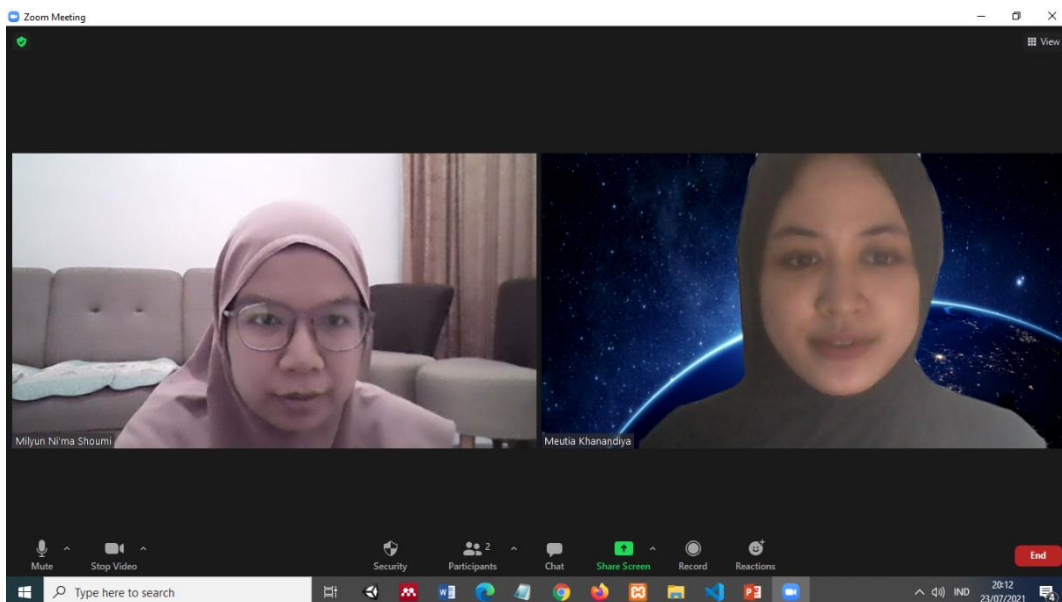 Zoom Meeting
View
Milyun Ni'ma Shoumi
Meutia Khanandiya
Mute
Stop Video
Security
Participants
2
Chat
Share Screen
Record
Reactions
End
Type here to search
IND
20:12
23/07/2021